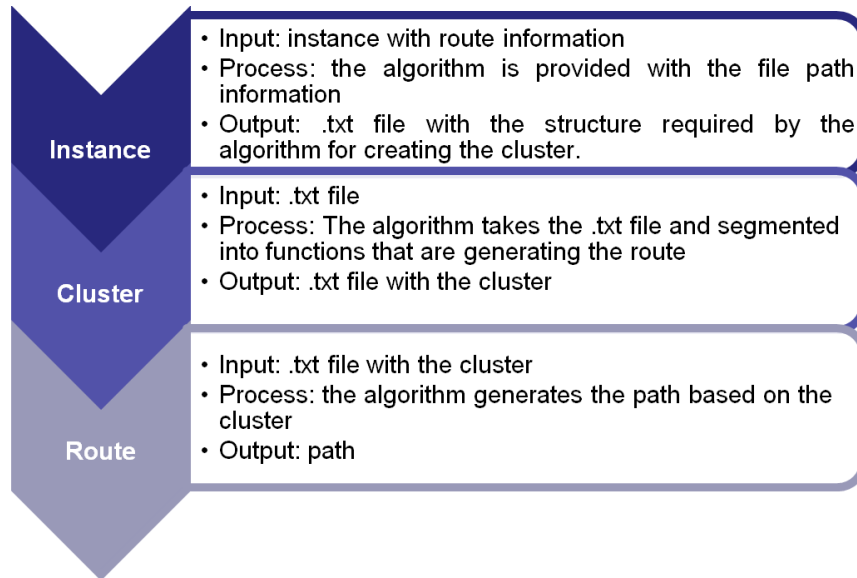 Instance
• Input: instance with route information
• Process: the algorithm is provided with the file path
information
• Output: .txt file with the structure required by the
algorithm for creating the cluster.
Cluster
• Input: .txt file
• Process: The algorithm takes the .txt file and segmented
into functions that are generating the route
• Output: .txt file with the cluster
Route
• Input: .txt file with the cluster
• Process: the algorithm generates the path based on the
cluster
• Output: path